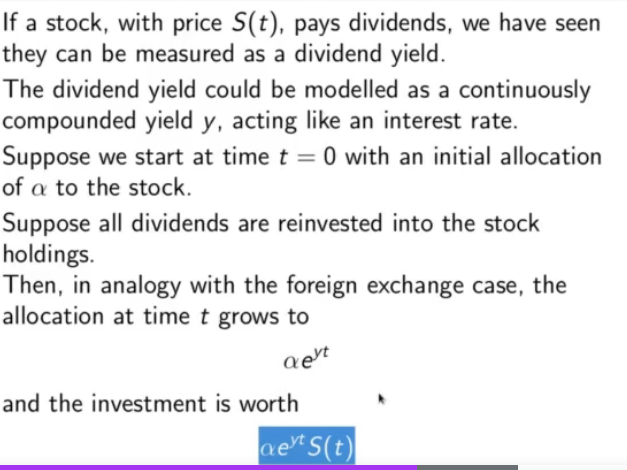 If a stock, with price S(t), pays dividends, we have seen
they can be measured as a dividend yield.
The dividend yield could be modelled as a continuously
compounded yield y, acting like an interest rate.
Suppose we start at time t = 0 with an initial allocation
of α to the stock.
Suppose all dividends are reinvested into the stock
holdings.
Then, in analogy with the foreign exchange case, the
allocation at time t grows to
αe^{yt}
and the investment is worth
αe^{yt}S(t)